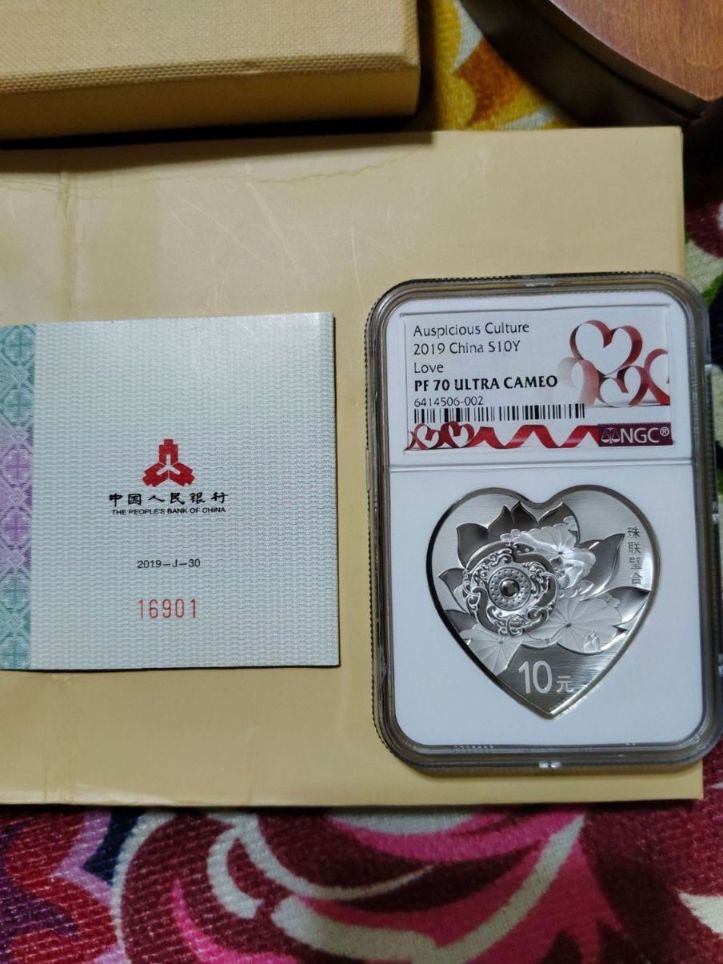 中国人民银行
THE PEOPLE'S BANK OF CHINA
2019-J-30
16901
Auspicious Culture
2019 China S10Y
Love
PF 70 ULTRA CAMEO
6414506-002
NGC®
珠联璧合
10元